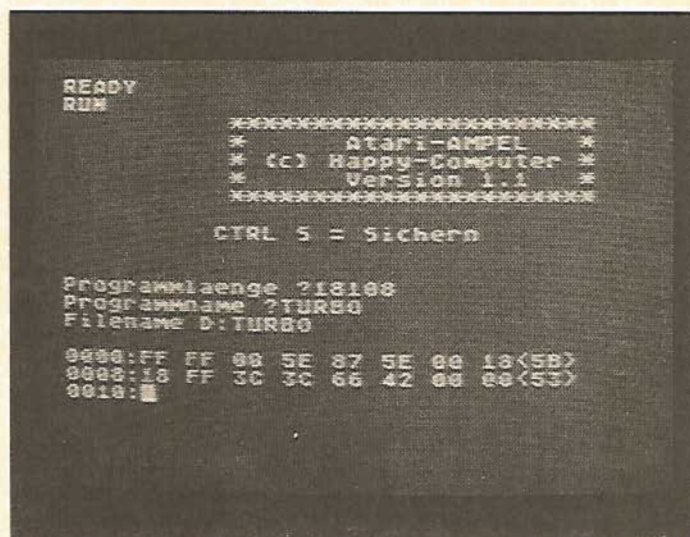 READY
RUN
***********************
* Atari-AMPEL *
* (c) Happy-Computer *
* Version 1.1 *
***********************
CTRL S = Sichern
Programmlaenge ?18108
Programmname ?TURBO
Filename D:TURBO
0000:FF FF 00 5E 87 5E 00 18<5B>
0008:18 FF 3C 3C 66 42 00 00<53>
0010: